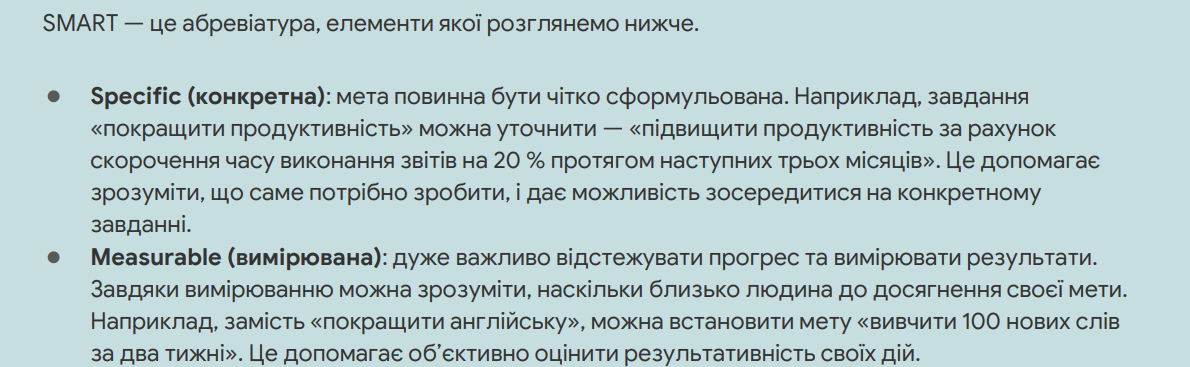 SMART — це абревіатура, елементи якої розглянемо нижче.
● Specific (конкретна): мета повинна бути чітко сформульована. Наприклад, завдання
«покращити продуктивність» можна уточнити — «підвищити продуктивність за рахунок
скорочення часу виконання звітів на 20 % протягом наступних трьох місяців». Це допомагає
зрозуміти, що саме потрібно зробити, і дає можливість зосередитися на конкретному
завданні.
● Measurable (вимірювана): дуже важливо відстежувати прогрес та вимірювати результати.
Завдяки вимірюванню можна зрозуміти, наскільки близько людина до досягнення своєї мети.
Наприклад, замість «покращити англійську», можна встановити мету «вивчити 100 нових слів
за два тижні». Це допомагає об’єктивно оцінити результативність своїх дій.